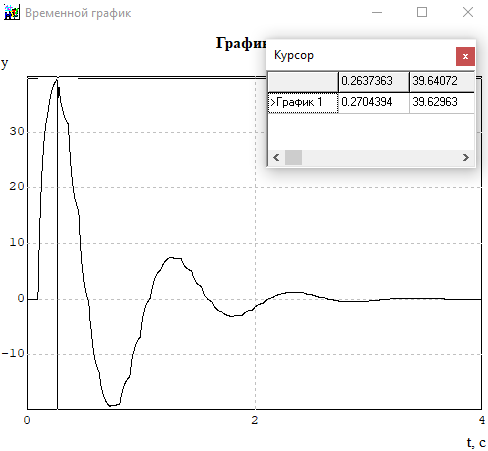 Временной график
График
y
Курсор
x
0.2637363 39.64072
>График 1 0.2704394 39.62963
30
20
10
0
-10
0 2 4
t, c